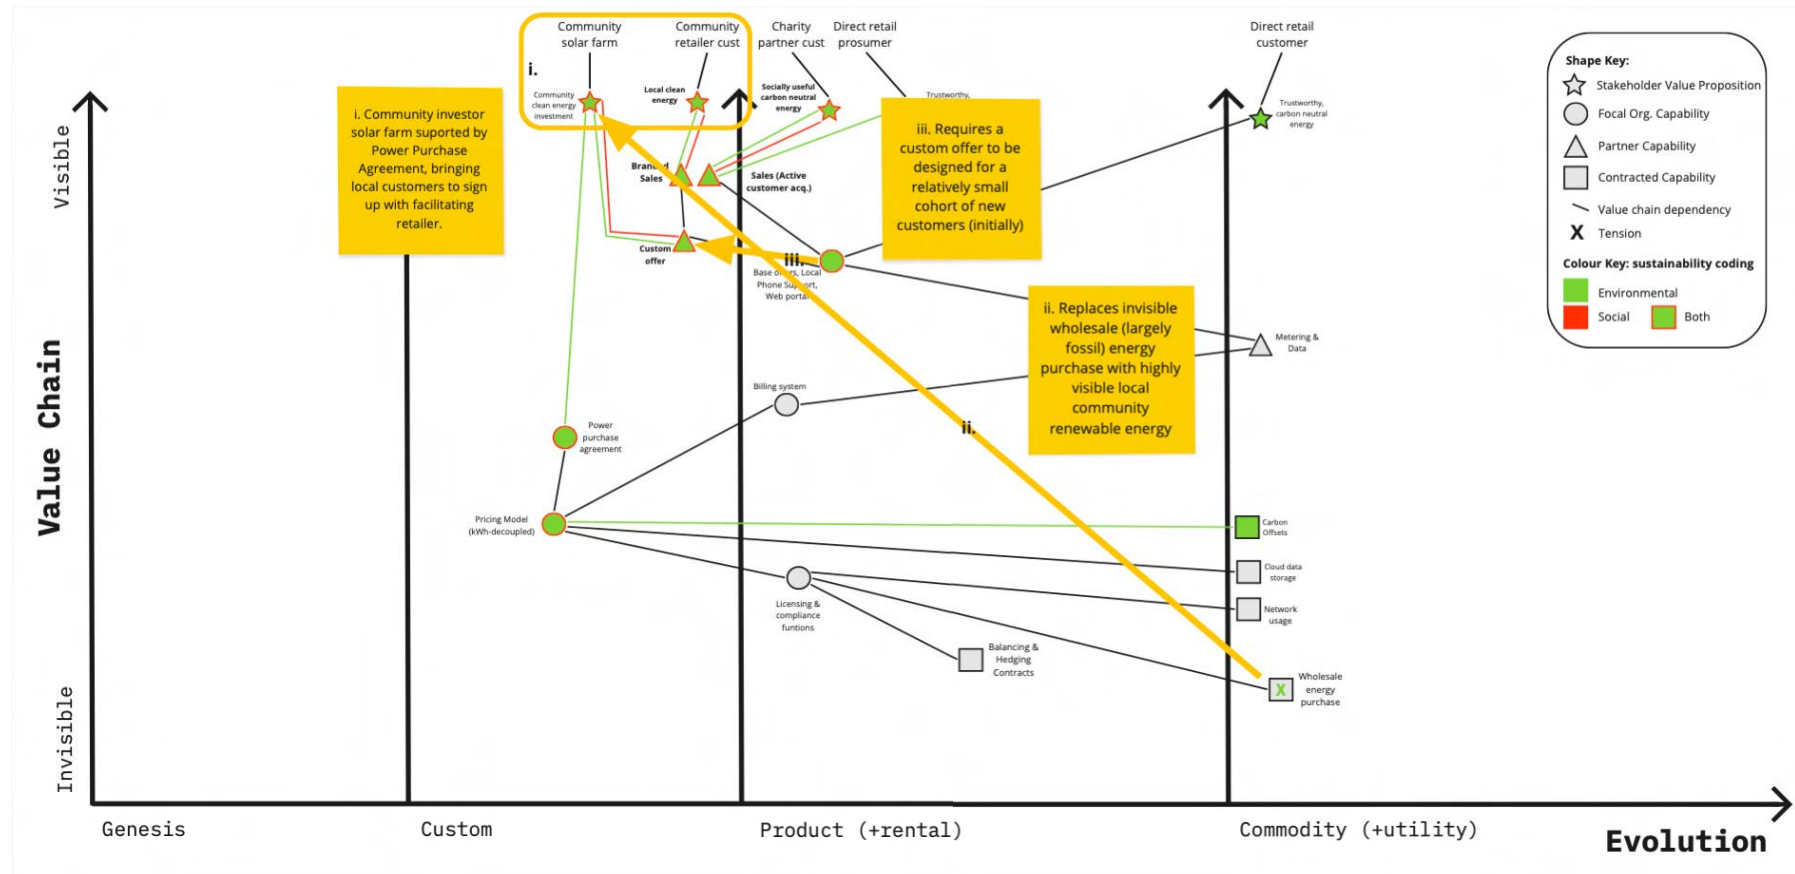 Community
solar farm
Community
retailer cust
Charity
partner cust
Direct retail
prosumer
Direct retail
customer
i.
Community
clean energy
investment
Local clean
energy
Socially useful
carbon neutral
energy
Trustworthy,
Trustworthy,
carbon neutral
energy
i. Community investor
solar farm suported by
Power Purchase
Agreement, bringing
local customers to sign
up with facilitating
retailer.
iii. Requires a
custom offer to be
designed for a
relatively small
cohort of new
customers (initially)
Branded
Sales
Sales (Active
customer acq.)
Custom
offer
iii.
Base offers, Local
Phone Support,
Web portal
ii. Replaces invisible
wholesale (largely
fossil) energy
purchase with highly
visible local
community
renewable energy
ii.
Metering &
Data
Billing system
Power
purchase
agreement
Pricing Model
(kWh-decoupled)
Carbon
Offsets
Cloud data
storage
Network
usage
Licensing &
compliance
funtions
Balancing &
Hedging
Contracts
X
Wholesale
energy
purchase
Shape Key:
Stakeholder Value Proposition
Focal Org. Capability
Partner Capability
Contracted Capability
Value chain dependency
X Tension
Colour Key: sustainability coding
Environmental
Social Both
Visible
Value Chain
Invisible
Genesis
Custom
Product (+rental)
Commodity (+utility)
Evolution